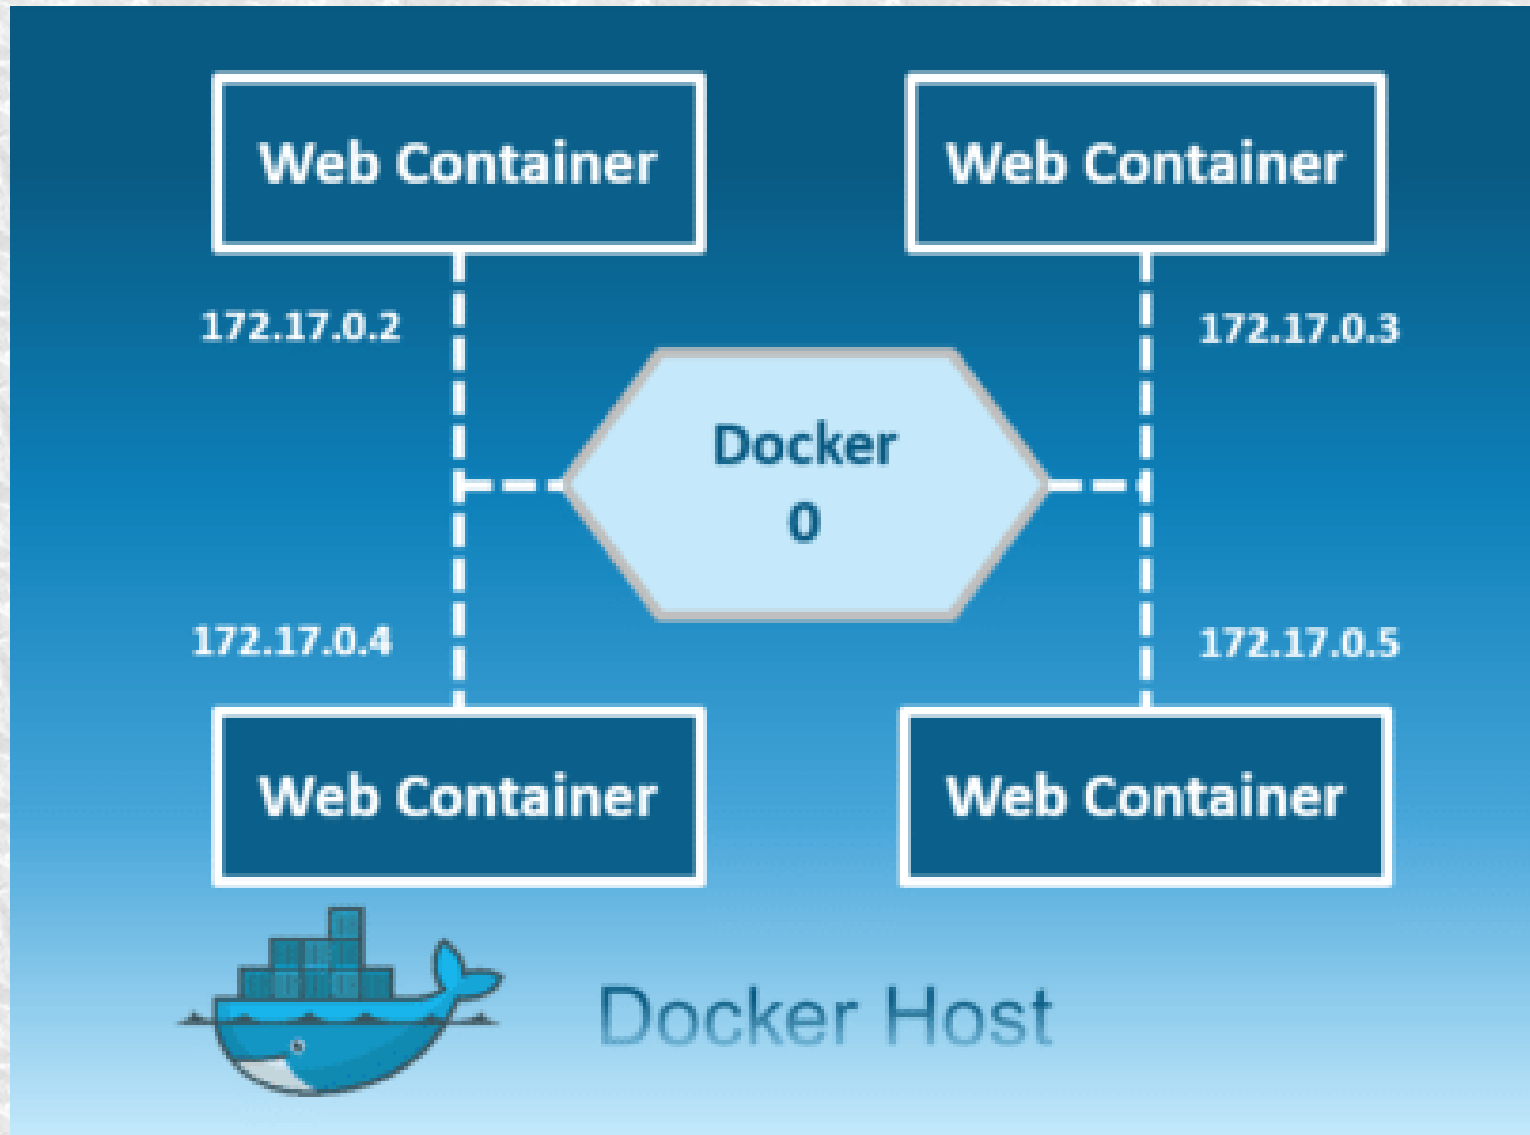 Web Container
Web Container
172.17.0.2
172.17.0.3
Docker
0
172.17.0.4
172.17.0.5
Web Container
Web Container
Docker Host